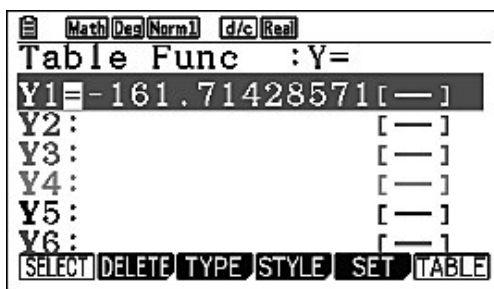 Math Deg Norm1 d/c Real
Table Func :Y=
Y1=-161.71428571[—]
Y2: [—]
Y3: [—]
Y4: [—]
Y5: [—]
Y6: [—]
SELECT DELETE TYPE STYLE SET TABLE